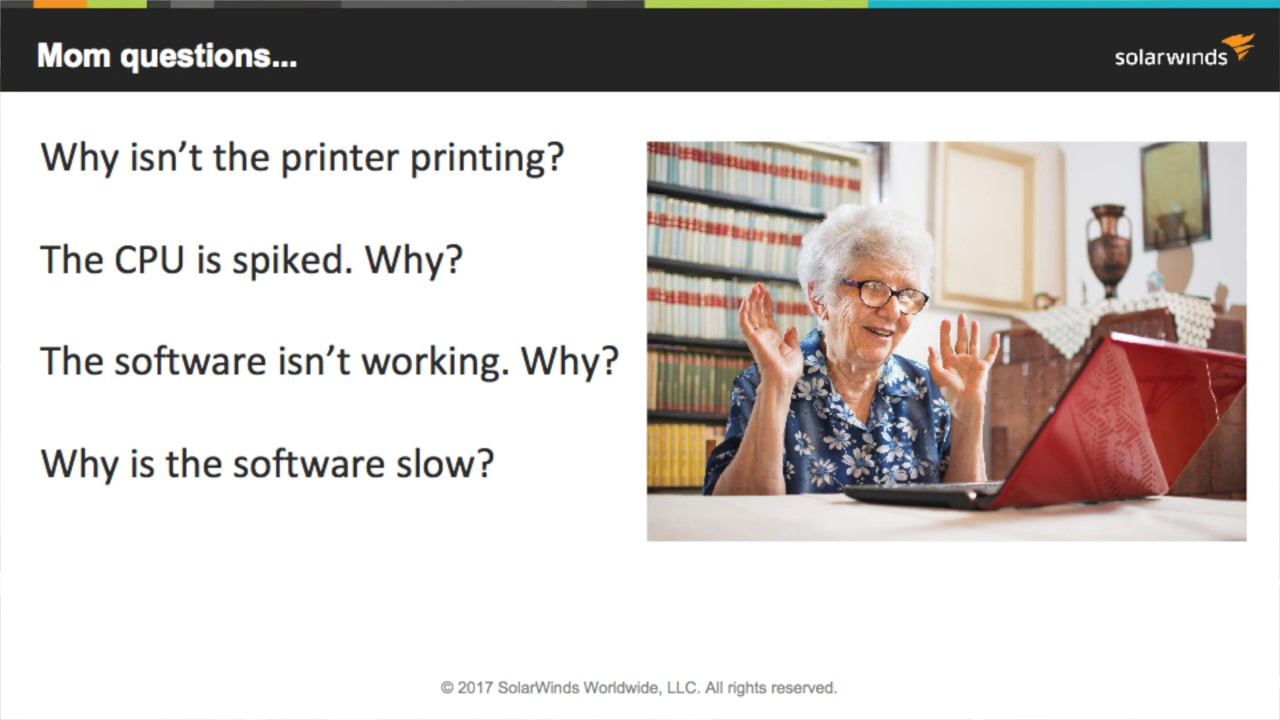 Mom questions...
solarwinds
Why isn’t the printer printing?
The CPU is spiked. Why?
The software isn’t working. Why?
Why is the software slow?
© 2017 SolarWinds Worldwide, LLC. All rights reserved.